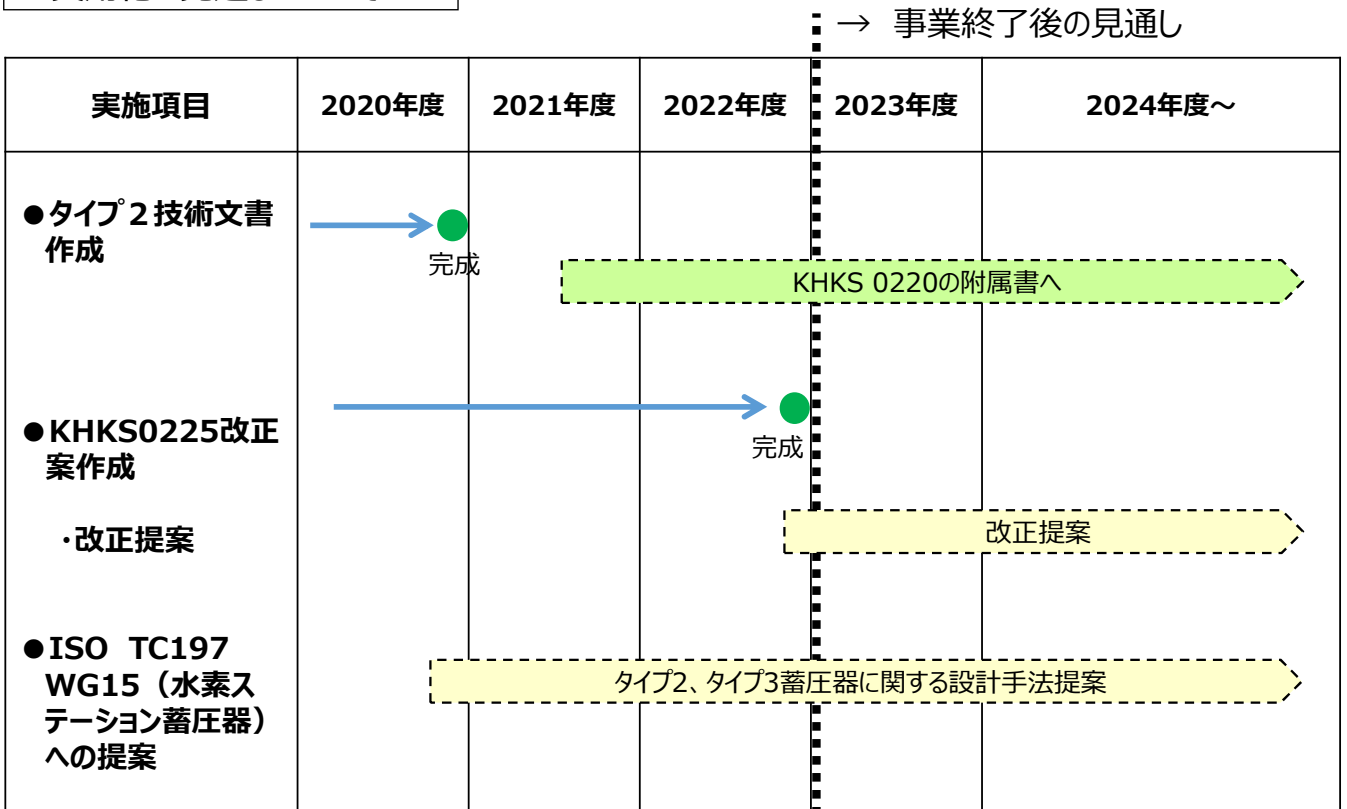 → 事業終了後の見通し
実施項目
2020年度
2021年度
2022年度
2023年度
2024年度～
●タイプ２技術文書
作成
完成
KHKS 0220の附属書へ
●KHKS0225改正
案作成
完成
・改正提案
改正提案
●ISO TC197
WG15（水素ス
テーション蓄圧器）
への提案
タイプ2、タイプ3蓄圧器に関する設計手法提案